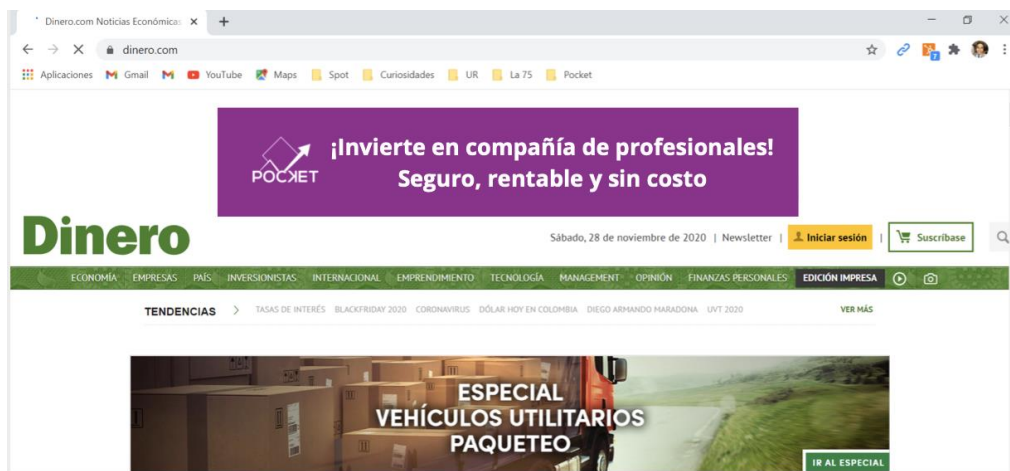 Dinero.com Noticias Económicas
dinero.com
7
Aplicaciones Gmail YouTube Maps Spot Curiosidades UR La 75 Pocket
POCKET
¡Invierte en compañía de profesionales!
Seguro, rentable y sin costo
Dinero
Sábado, 28 de noviembre de 2020 | Newsletter | Iniciar sesión | Suscríbase
ECONOMÍA EMPRESAS PAÍS INVERSIONISTAS INTERNACIONAL EMPRENDIMIENTO TECNOLOGÍA MANAGEMENT OPINIÓN FINANZAS PERSONALES EDICIÓN IMPRESA
TENDENCIAS > TASAS DE INTERÉS BLACKFRIDAY 2020 CORONAVIRUS DÓLAR HOY EN COLOMBIA DIEGO ARMANDO MARADONA UVT 2020 VER MÁS
ESPECIAL
VEHÍCULOS UTILITARIOS
PAQUETEO
IR AL ESPECIAL